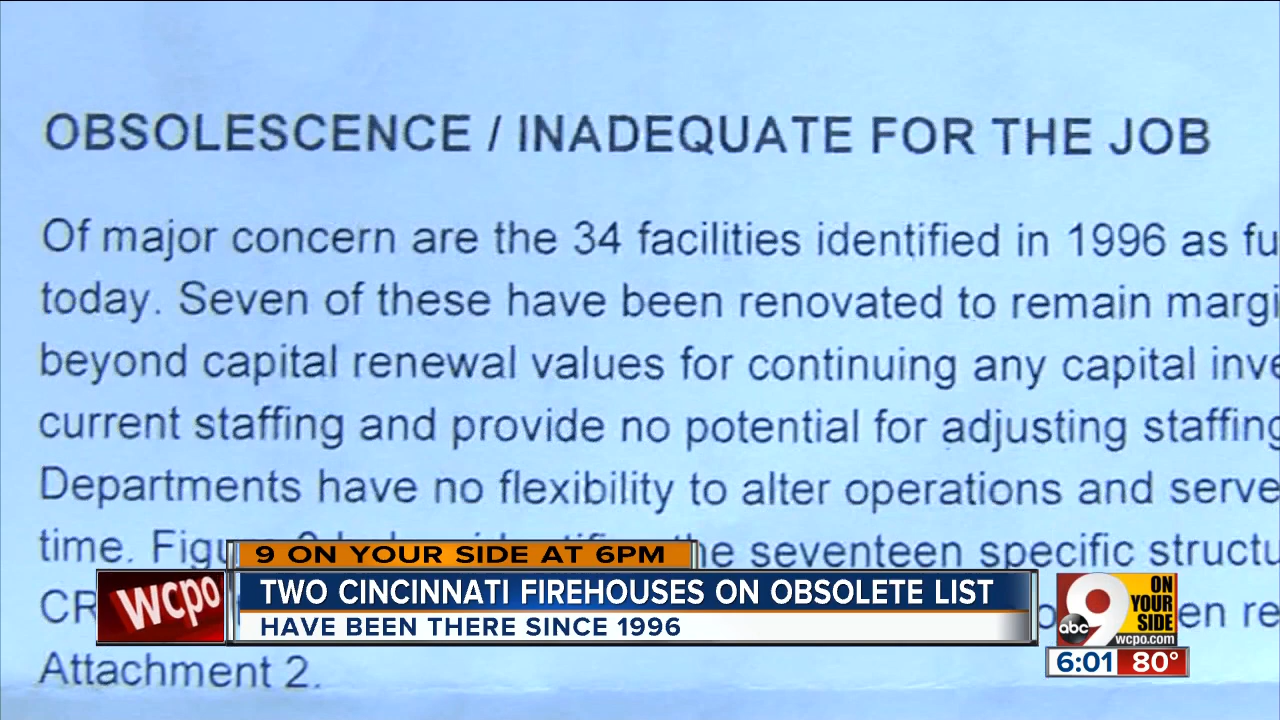 OBSOLESCENCE / INADEQUATE FOR THE JOB
Of major concern are the 34 facilities identified in 1996 as fu
today. Seven of these have been renovated to remain margi
beyond capital renewal values for continuing any capital inve
current staffing and provide no potential for adjusting staffing
Departments have no flexibility to alter operations and serve
time. the seventeen specific structu
CR en re
Attachment 2.
9 ON YOUR SIDE AT 6PM
wcpo
TWO CINCINNATI FIREHOUSES ON OBSOLETE LIST
HAVE BEEN THERE SINCE 1996
abc 9 ON YOUR SIDE
wcpo.com
6:01 80°